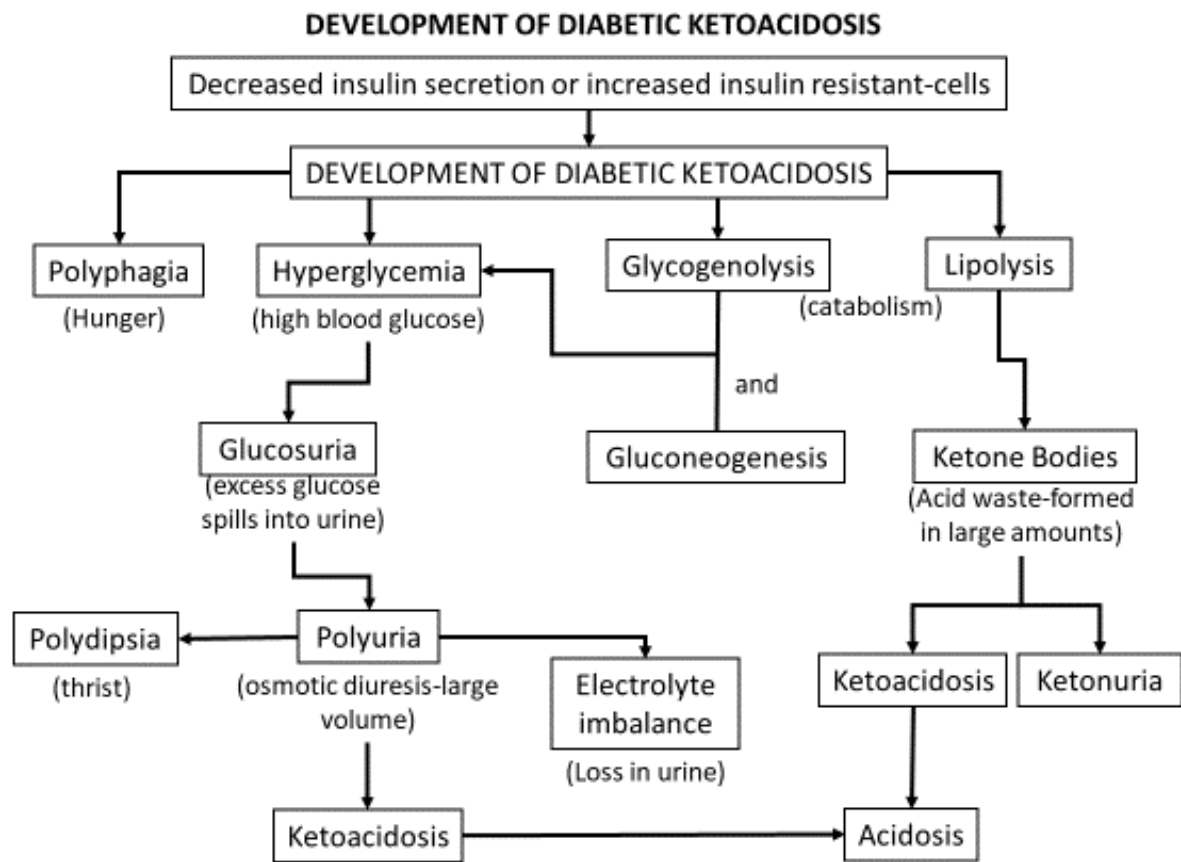 DEVELOPMENT OF DIABETIC KETOACIDOSIS
Decreased insulin secretion or increased insulin resistant-cells
DEVELOPMENT OF DIABETIC KETOACIDOSIS
Polyphagia
(Hunger)
Hyperglycemia
(high blood glucose)
Glycogenolysis
(catabolism)
Lipolysis
and
Glucosuria
(excess glucose
spills into urine)
Gluconeogenesis
Ketone Bodies
(Acid waste-formed
in large amounts)
Polydipsia
(thrist)
Polyuria
(osmotic diuresis-large
volume)
Electrolyte
imbalance
(Loss in urine)
Ketoacidosis
Ketonuria
Ketoacidosis
Acidosis